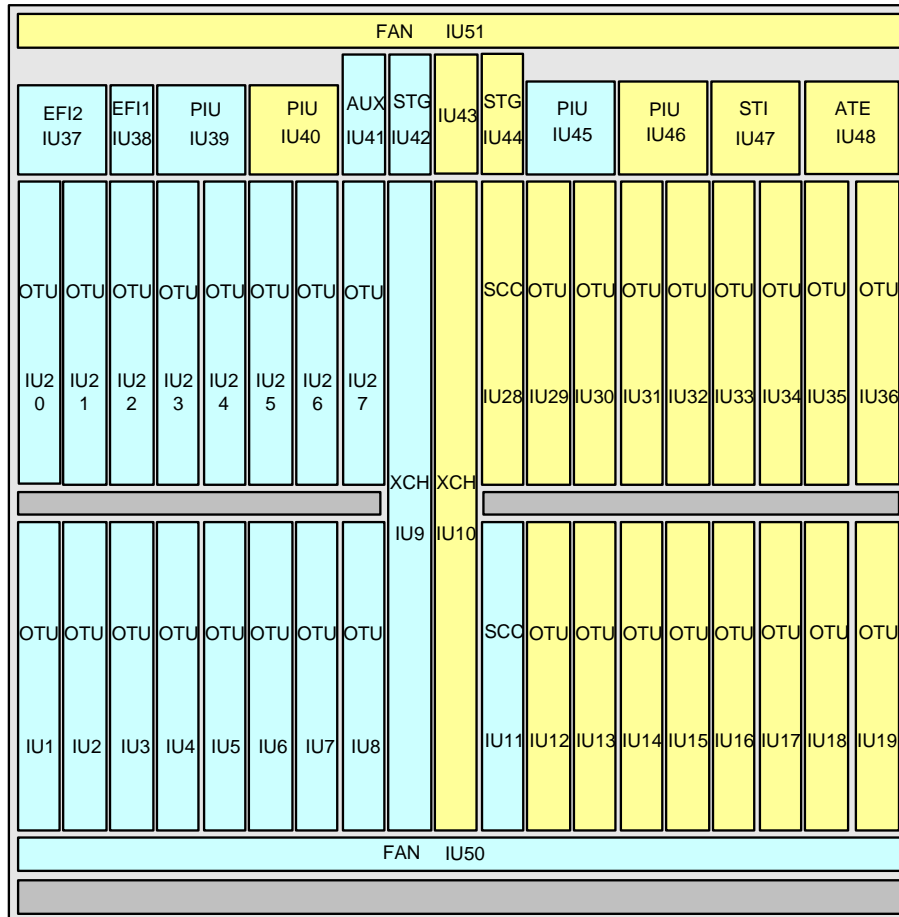 FAN IU51
EFI2
IU37
EFI1
IU38
PIU
IU39
PIU
IU40
AUX
IU41
STG
IU42
IU43
STG
IU44
PIU
IU45
PIU
IU46
STI
IU47
ATE
IU48
OTU
IU2
0
OTU
IU2
1
OTU
IU2
2
OTU
IU2
3
OTU
IU2
4
OTU
IU2
5
OTU
IU2
6
OTU
IU2
7
XCH
IU9
XCH
IU10
SCC
IU28
OTU
IU29
OTU
IU30
OTU
IU31
OTU
IU32
OTU
IU33
OTU
IU34
OTU
IU35
OTU
IU36
OTU
IU1
OTU
IU2
OTU
IU3
OTU
IU4
OTU
IU5
OTU
IU6
OTU
IU7
OTU
IU8
SCC
IU11
OTU
IU12
OTU
IU13
OTU
IU14
OTU
IU15
OTU
IU16
OTU
IU17
OTU
IU18
OTU
IU19
FAN IU50